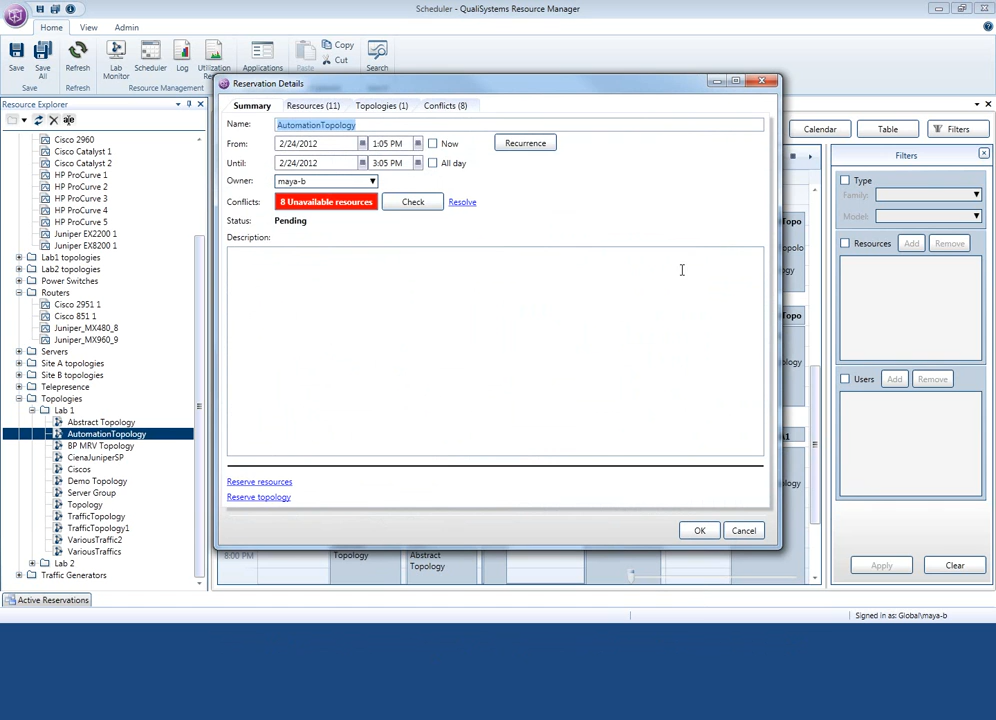 Scheduler - QualiSystems Resource Manager
Home View Admin
Save Save All Refresh Lab Monitor Scheduler Log Utilization Applications Copy Cut Search
Save Refresh Resource Management
Resource Explorer
Cisco 2960
Cisco Catalyst 1
Cisco Catalyst 2
HP ProCurve 1
HP ProCurve 2
HP ProCurve 3
HP ProCurve 4
HP ProCurve 5
Juniper EX2200 1
Juniper EX8200 1
Lab1 topologies
Lab2 topologies
Power Switches
Routers
Cisco 2951 1
Cisco 851 1
Juniper_MX480_8
Juniper_MX960_9
Servers
Site A topologies
Site B topologies
Telepresence
Topologies
Lab 1
Abstract Topology
AutomationTopology
BP MRV Topology
CienaJuniperSP
Ciscos
Demo Topology
Server Group
Topology
TrafficTopology
TrafficTopology1
VariousTraffic2
VariousTraffics
Lab 2
Traffic Generators
Active Reservations
Reservation Details
Summary Resources (11) Topologies (1) Conflicts (8)
Name: AutomationTopology
From: 2/24/2012 1:05 PM Now Recurrence
Until: 2/24/2012 3:05 PM All day
Owner: maya-b
Conflicts: 8 Unavailable resources Check Resolve
Status: Pending
Description:
Reserve resources
Reserve topology
OK Cancel
8:00 PM Topology Abstract Topology
Calendar Table Filters
Filters
Type
Family:
Model:
Resources Add Remove
Users Add Remove
Apply Clear
Signed in as: Global\maya-b